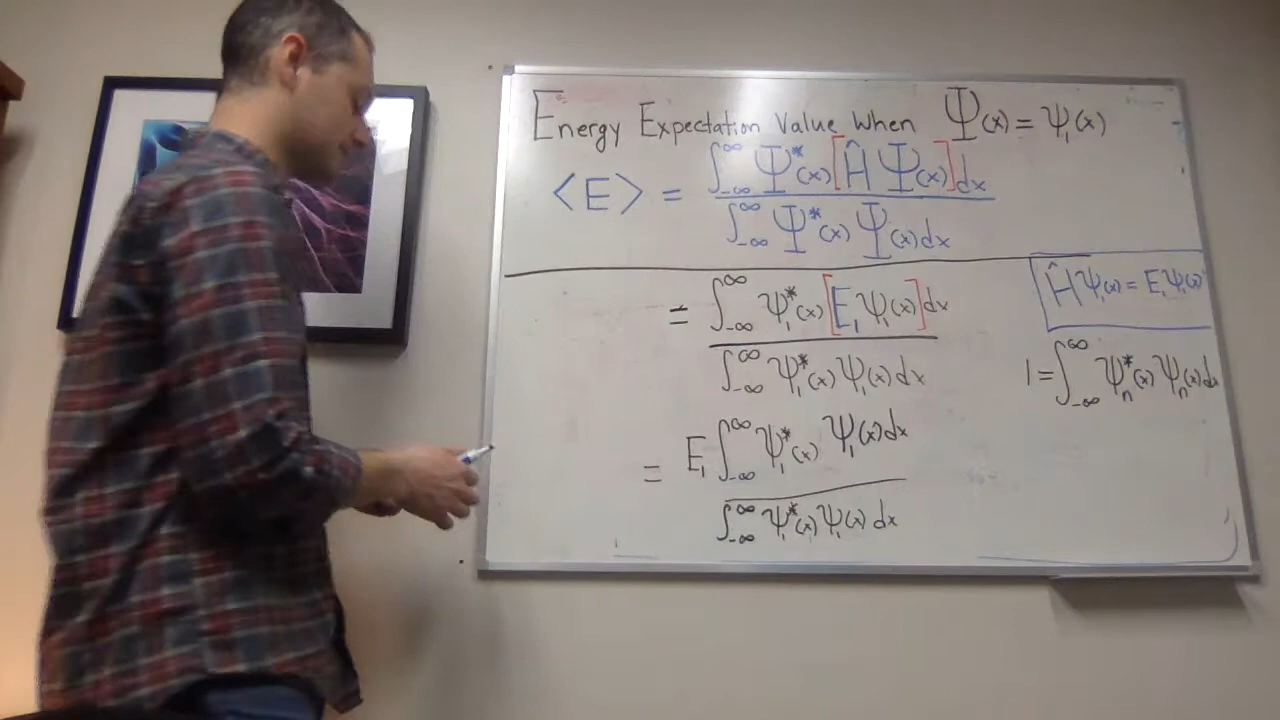 Energy Expectation Value When Ψ(x) = ψ₁(x)
<E> = ∫₋∞^∞ Ψ*(x) [Ĥ Ψ(x)] dx / ∫₋∞^∞ Ψ*(x) Ψ(x) dx
Ĥψ₁(x) = E₁ψ₁(x)
= ∫₋∞^∞ ψ₁*(x) [E₁ ψ₁(x)] dx / ∫₋∞^∞ ψ₁*(x) ψ₁(x) dx
1 = ∫₋∞^∞ ψₙ*(x) ψₙ(x) dx
= E₁ ∫₋∞^∞ ψ₁*(x) ψ₁(x) dx / ∫₋∞^∞ ψ₁*(x) ψ₁(x) dx